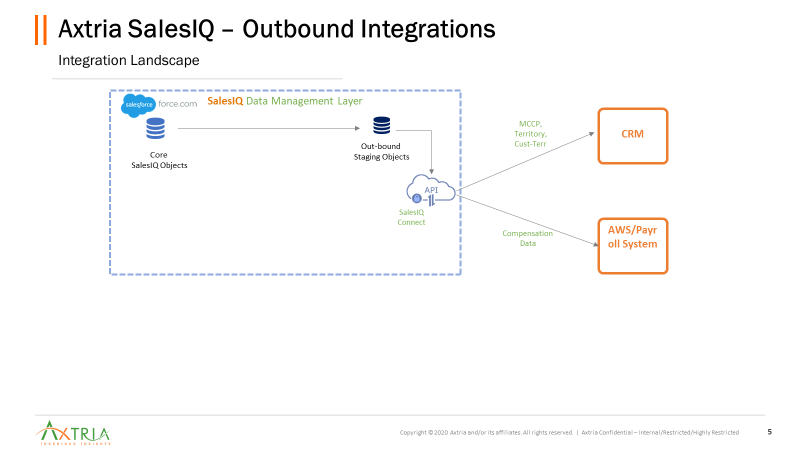 Axtria SalesIQ – Outbound Integrations
Integration Landscape
salesforce
force.com
SalesIQ Data Management Layer
Core
SalesIQ Objects
Out-bound
Staging Objects
API
SalesIQ
Connect
MCCP,
Territory,
Cust-Terr
CRM
Compensation
Data
AWS/Payr
oll System
AXTRIA
INGENIOUS INSIGHTS
Copyright © 2020 Axtria and/or its affiliates. All rights reserved. | Axtria Confidential – Internal/Restricted/Highly Restricted
5